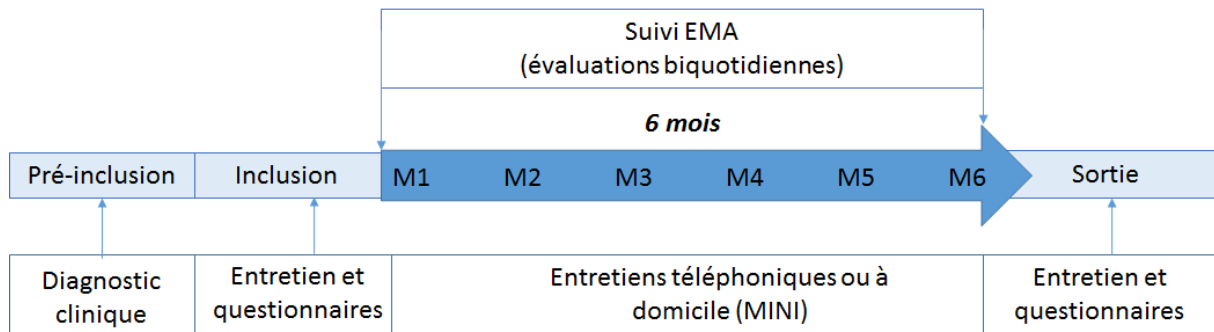 Suivi EMA
(évaluations biquotidiennes)
6 mois
Pré-inclusion
Inclusion
M1
M2
M3
M4
M5
M6
Sortie
Diagnostic
clinique
Entretien et
questionnaires
Entretiens téléphoniques ou à
domicile (MINI)
Entretien et
questionnaires